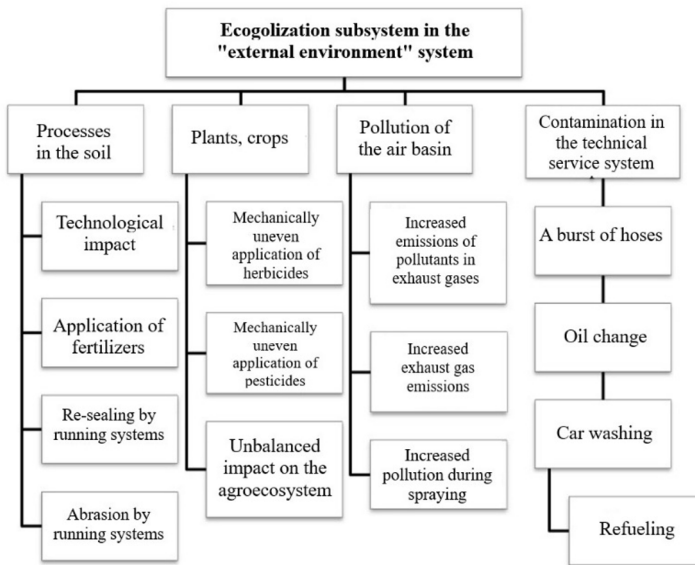 Ecogolization subsystem in the
"external environment" system
Processes
in the soil
Technological
impact
Application of
fertilizers
Re-sealing by
running systems
Abrasion by
running systems
Plants, crops
Mechanically
uneven
application of
herbicides
Mechanically
uneven
application of
pesticides
Unbalanced
impact on the
agroecosystem
Pollution of
the air basin
Increased
emissions of
pollutants in
exhaust gases
Increased
exhaust gas
emissions
Increased
pollution during
spraying
Contamination in
the technical
service system
A burst of hoses
Oil change
Car washing
Refueling